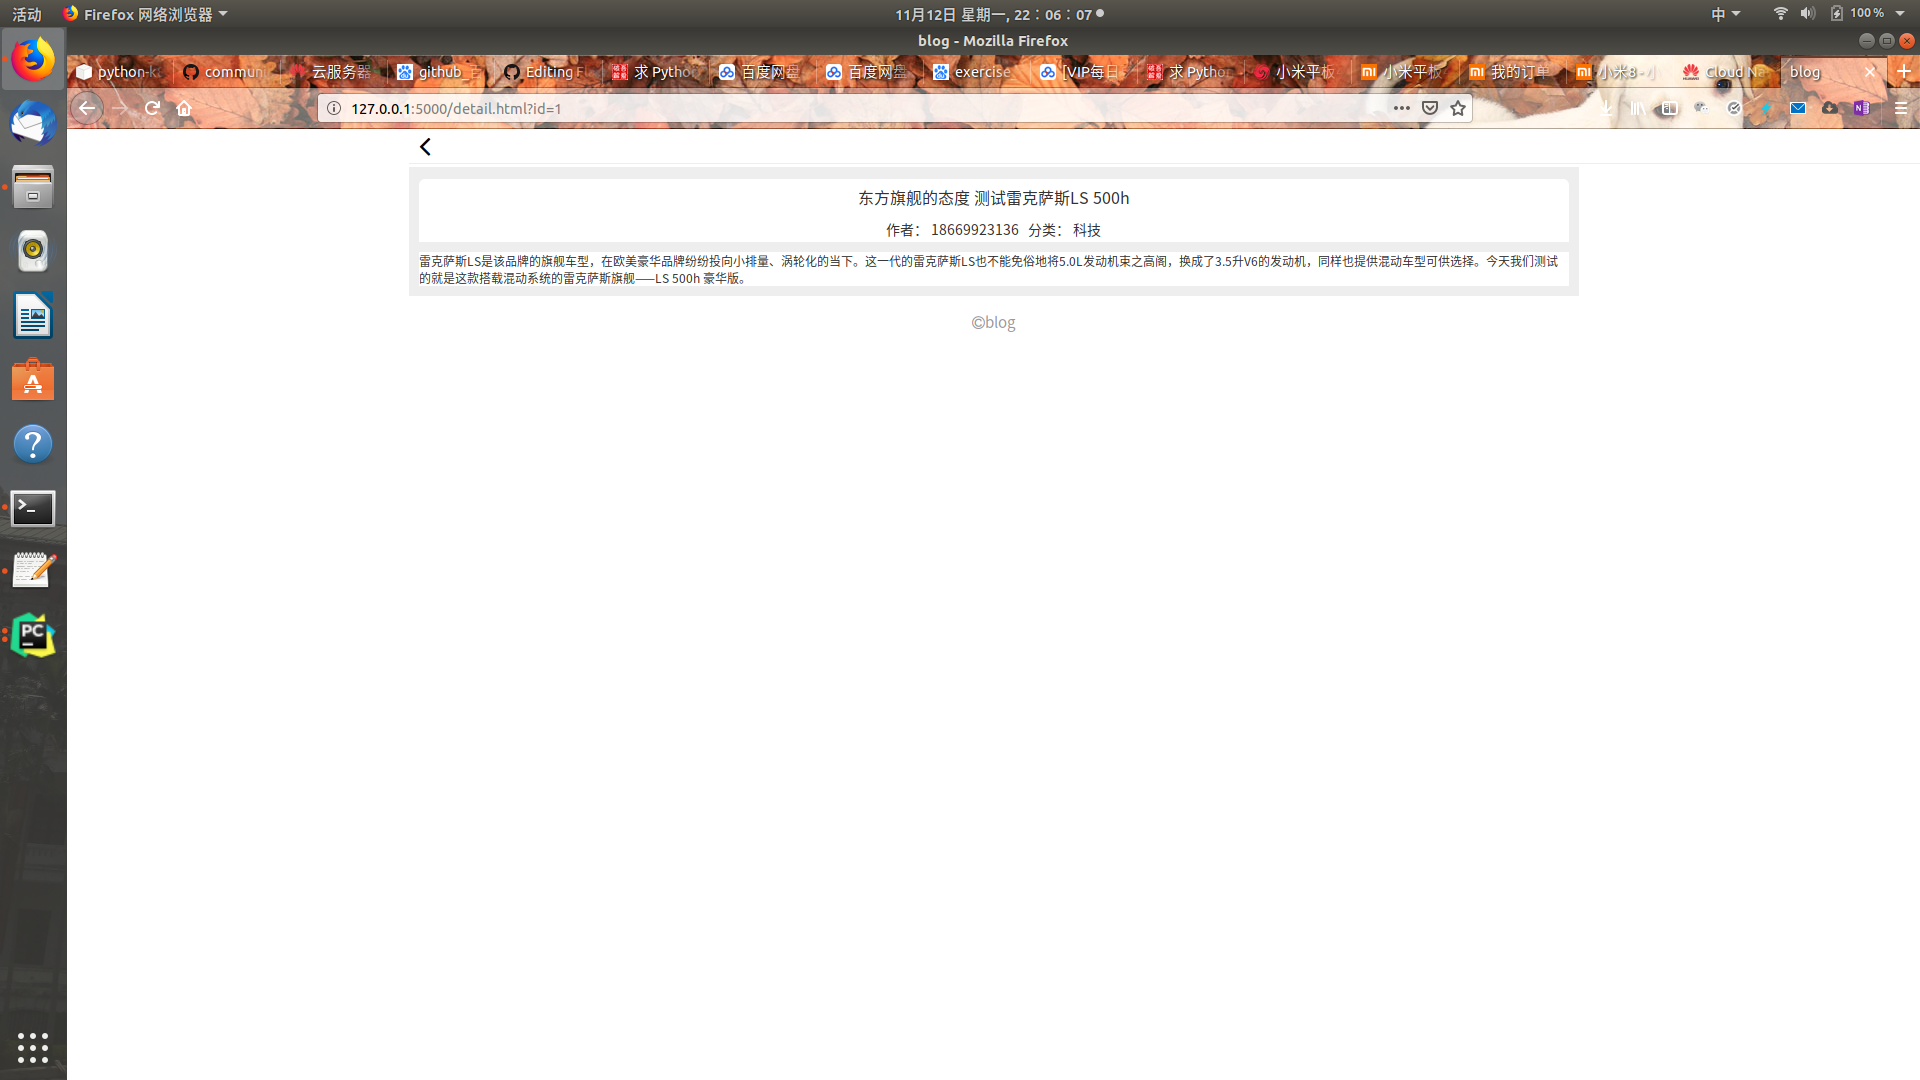 活动
Firefox 网络浏览器
11月12日 星期一, 22：06：07
中
100 %
blog - Mozilla Firefox
python-k
commun
云服务器
github_
Editing F
求 Pytho
百度网盘
百度网盘
exercise
[VIP每日
求 Pytho
小米平板
小米平板
我的订单
小米8 - 小
Cloud Na
blog
127.0.0.1:5000/detail.html?id=1
东方旗舰的态度 测试雷克萨斯LS 500h
作者： 18669923136 分类： 科技
雷克萨斯LS是该品牌的旗舰车型，在欧美豪华品牌纷纷投向小排量、涡轮化的当下。这一代的雷克萨斯LS也不能免俗地将5.0L发动机束之高阁，换成了3.5升V6的发动机，同样也提供混动车型可供选择。今天我们测试
的就是这款搭载混动系统的雷克萨斯旗舰——LS 500h 豪华版。
©blog